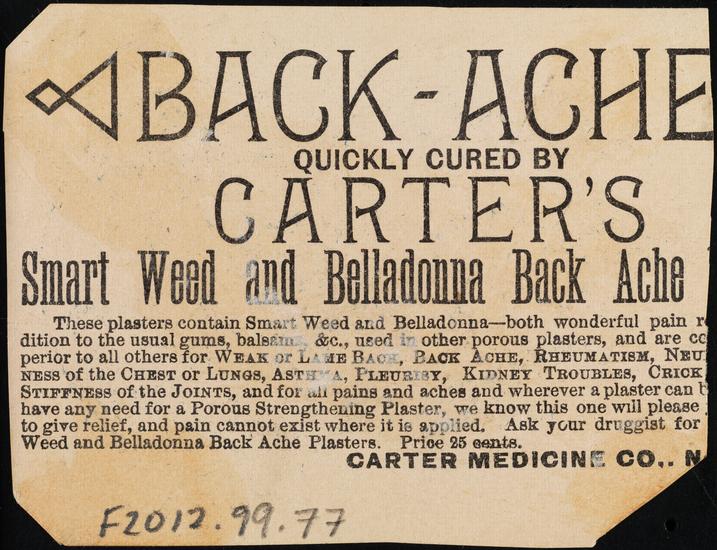 BACK-ACHE
QUICKLY CURED BY
CARTER'S
Smart Weed and Belladonna Back Ache
These plasters contain Smart Weed and Belladonna—both wonderful pain r
dition to the usual gums, balsams, &c., used in other porous plasters, and are co
perior to all others for WEAK OR LAME BACK, BACK ACHE, RHEUMATISM, NEU
NESS of the CHEST or LUNGS, ASTHMA, PLEURISY, KIDNEY TROUBLES, CRICK
STIFFNESS of the JOINTS, and for all pains and aches and wherever a plaster can b
have any need for a Porous Strengthening Plaster, we know this one will please
to give relief, and pain cannot exist where it is applied. Ask your druggist for
Weed and Belladonna Back Ache Plasters. Price 25 cents.
CARTER MEDICINE CO., N
F2012.99.77